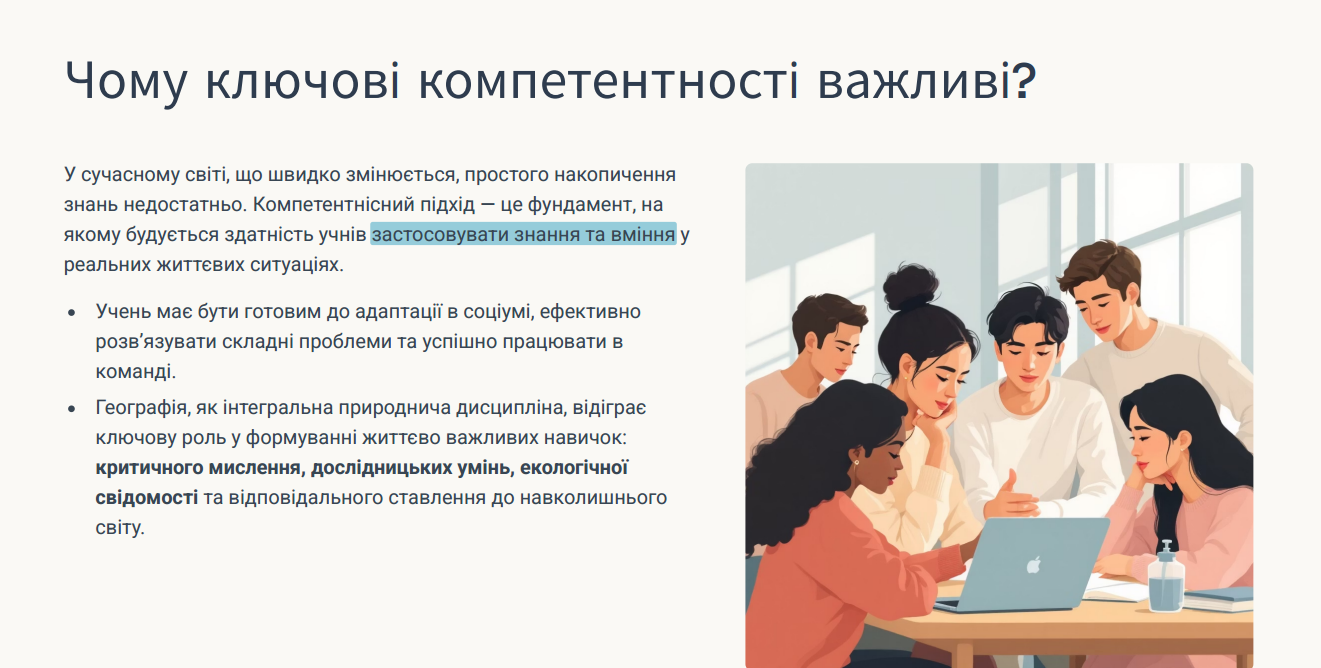 Чому ключові компетентності важливі?
У сучасному світі, що швидко змінюється, простого накопичення
знань недостатньо. Компетентнісний підхід — це фундамент, на
якому будується здатність учнів застосовувати знання та вміння у
реальних життєвих ситуаціях.
• Учень має бути готовим до адаптації в соціумі, ефективно
розв’язувати складні проблеми та успішно працювати в
команді.
• Географія, як інтегральна природнича дисципліна, відіграє
ключову роль у формуванні життєво важливих навичок:
критичного мислення, дослідницьких умінь, екологічної
свідомості та відповідального ставлення до навколишнього
світу.